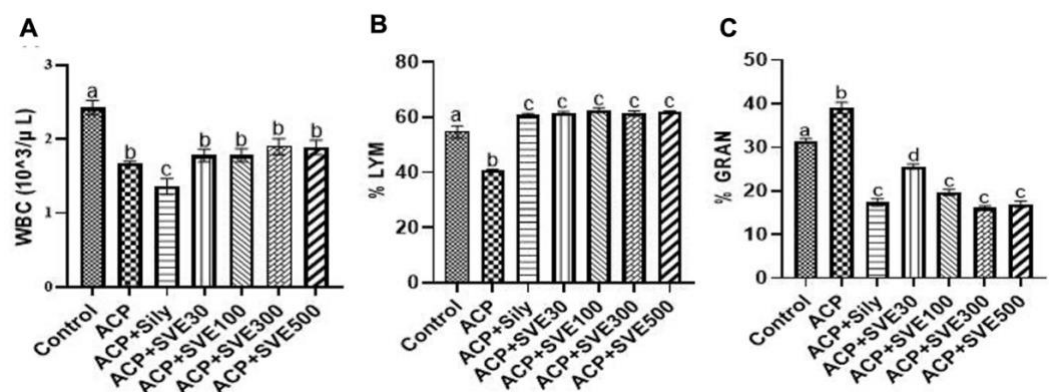 A
WBC (10^3/µ L)
3
2
1
0
a
b
c
b
b
b
b
Control
ACP
ACP+Sily
ACP+SVE30
ACP+SVE100
ACP+SVE300
ACP+SVE500
B
% LYM
80
60
40
20
0
a
b
c
c
c
c
c
Control
ACP
ACP+Sily
ACP+SVE30
ACP+SVE100
ACP+SVE300
ACP+SVE500
C
% GRAN
50
40
30
20
10
0
a
b
c
d
c
c
c
Control
ACP
ACP+Sily
ACP+SVE30
ACP+SVE100
ACP+SVE300
ACP+SVE500